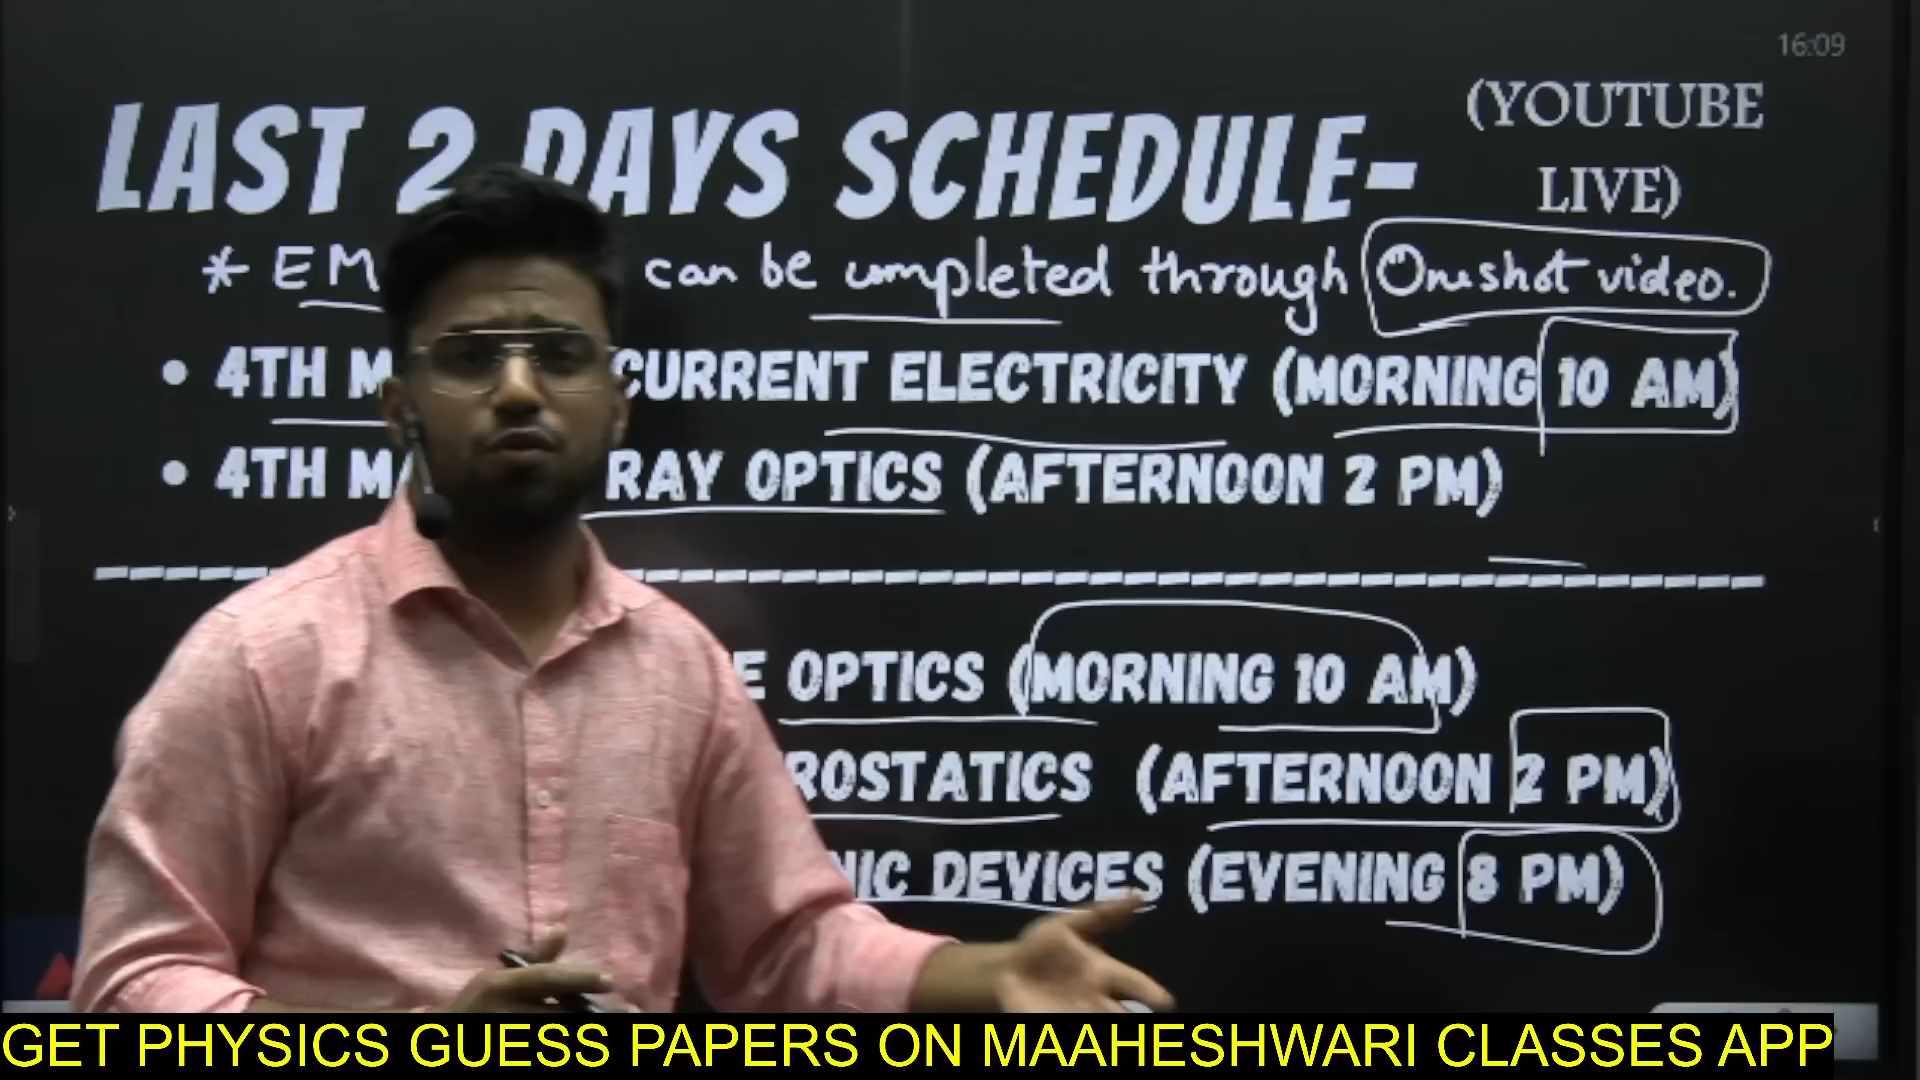 16:09
(YOUTUBE
LIVE)
LAST 2 DAYS SCHEDULE-
* EM can be completed through Oneshot video.
• 4TH M CURRENT ELECTRICITY (MORNING 10 AM)
• 4TH MA RAY OPTICS (AFTERNOON 2 PM)
E OPTICS (MORNING 10 AM)
ROSTATICS (AFTERNOON 2 PM)
NIC DEVICES (EVENING 8 PM)
GET PHYSICS GUESS PAPERS ON MAAHESHWARI CLASSES APP